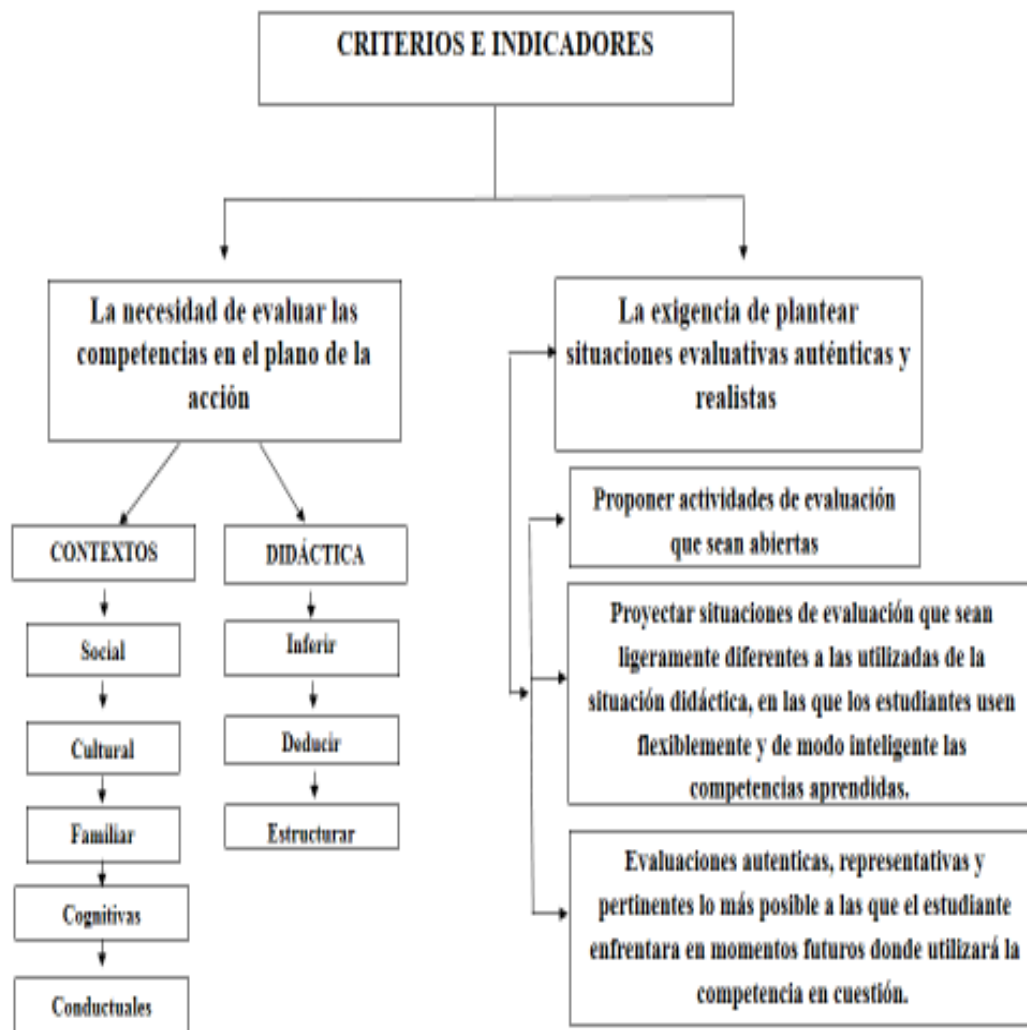 CRITERIOS E INDICADORES
La necesidad de evaluar las
competencias en el plano de la
acción
CONTEXTOS
Social
Cultural
Familiar
Cognitivas
Conductuales
DIDÁCTICA
Inferir
Deducir
Estructurar
La exigencia de plantear
situaciones evaluativas auténticas y
realistas
Proponer actividades de evaluación
que sean abiertas
Proyectar situaciones de evaluación que sean
ligeramente diferentes a las utilizadas de la
situación didáctica, en las que los estudiantes usen
flexiblemente y de modo inteligente las
competencias aprendidas.
Evaluaciones autenticas, representativas y
pertinentes lo más posible a las que el estudiante
enfrentara en momentos futuros donde utilizará la
competencia en cuestión.